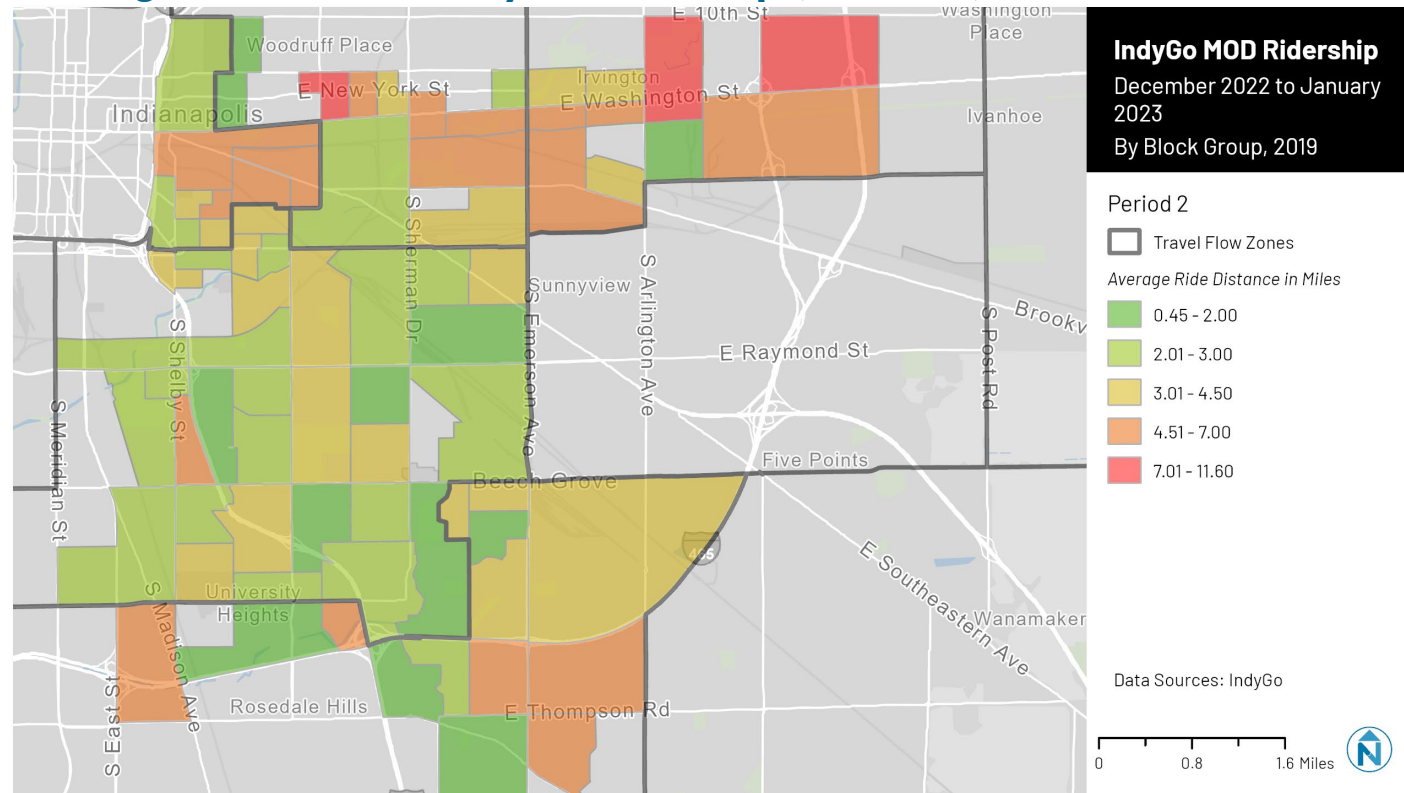 E 10th St
Washington
Place
Woodruff Place
Irvington
E New York St
E Washington St
Indianapolis
Ivanhoe
S Sherman Dr
Sunnyview
S Emerson Ave
S Arlington Ave
S Post Rd
Brookv
S Shelby St
E Raymond St
S Meridian St
Five Points
Beech Grove
465
E Southeastern Ave
S Madison Ave
University
Heights
Wanamaker
S East St
Rosedale Hills
E Thompson Rd
IndyGo MOD Ridership
December 2022 to January
2023
By Block Group, 2019
Period 2
Travel Flow Zones
Average Ride Distance in Miles
0.45 - 2.00
2.01 - 3.00
3.01 - 4.50
4.51 - 7.00
7.01 - 11.60
Data Sources: IndyGo
0 0.8 1.6 Miles
N